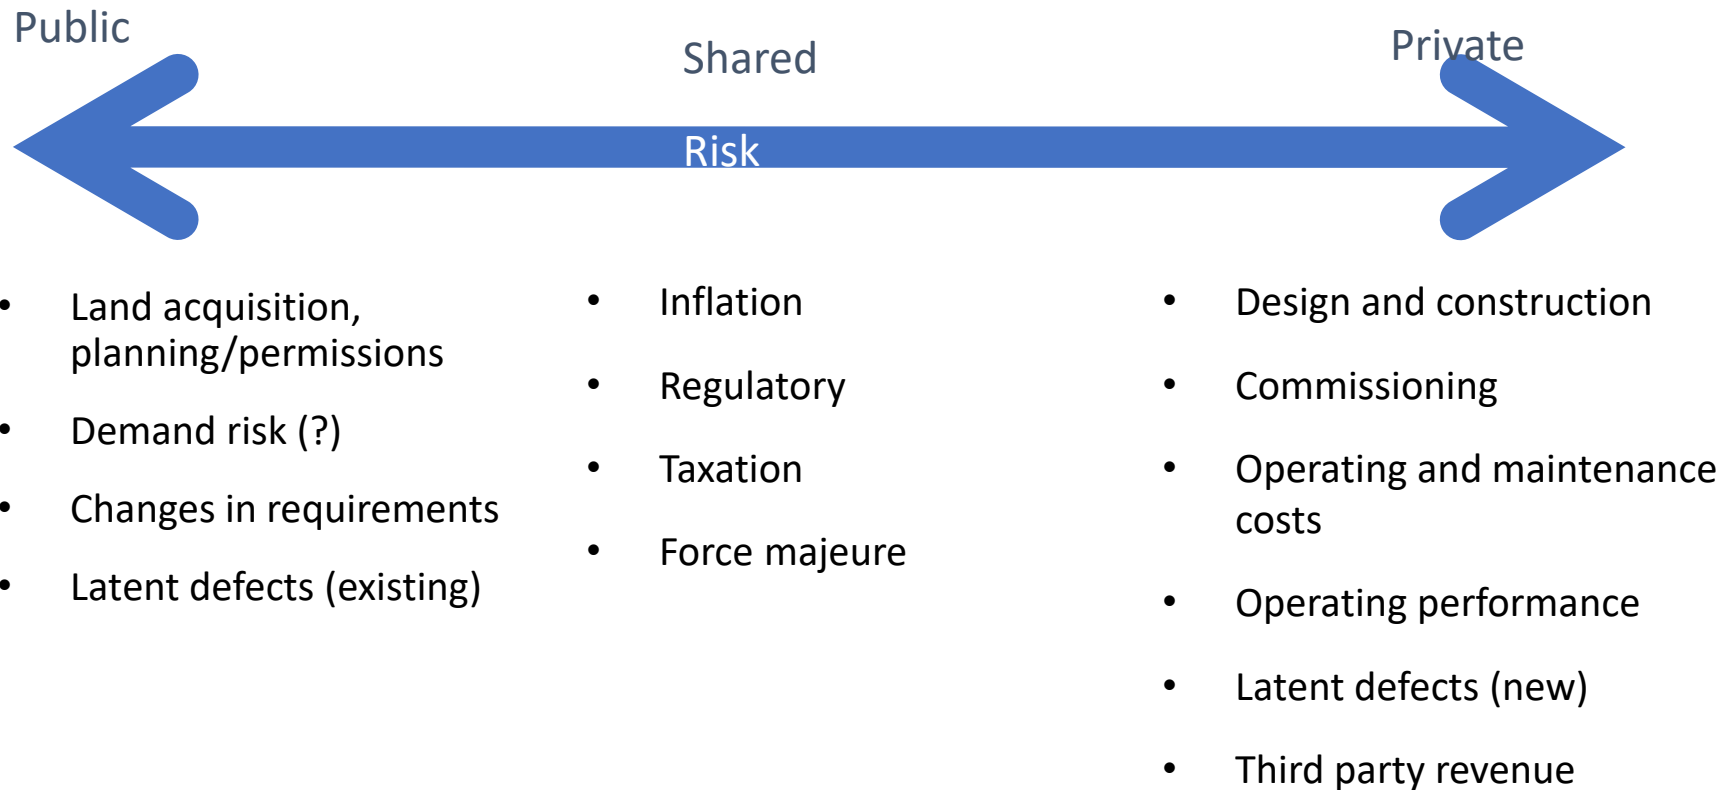 Public
Shared
Private
Risk
• Land acquisition,
planning/permissions
• Demand risk (?)
• Changes in requirements
• Latent defects (existing)
• Inflation
• Regulatory
• Taxation
• Force majeure
• Design and construction
• Commissioning
• Operating and maintenance
costs
• Operating performance
• Latent defects (new)
• Third party revenue